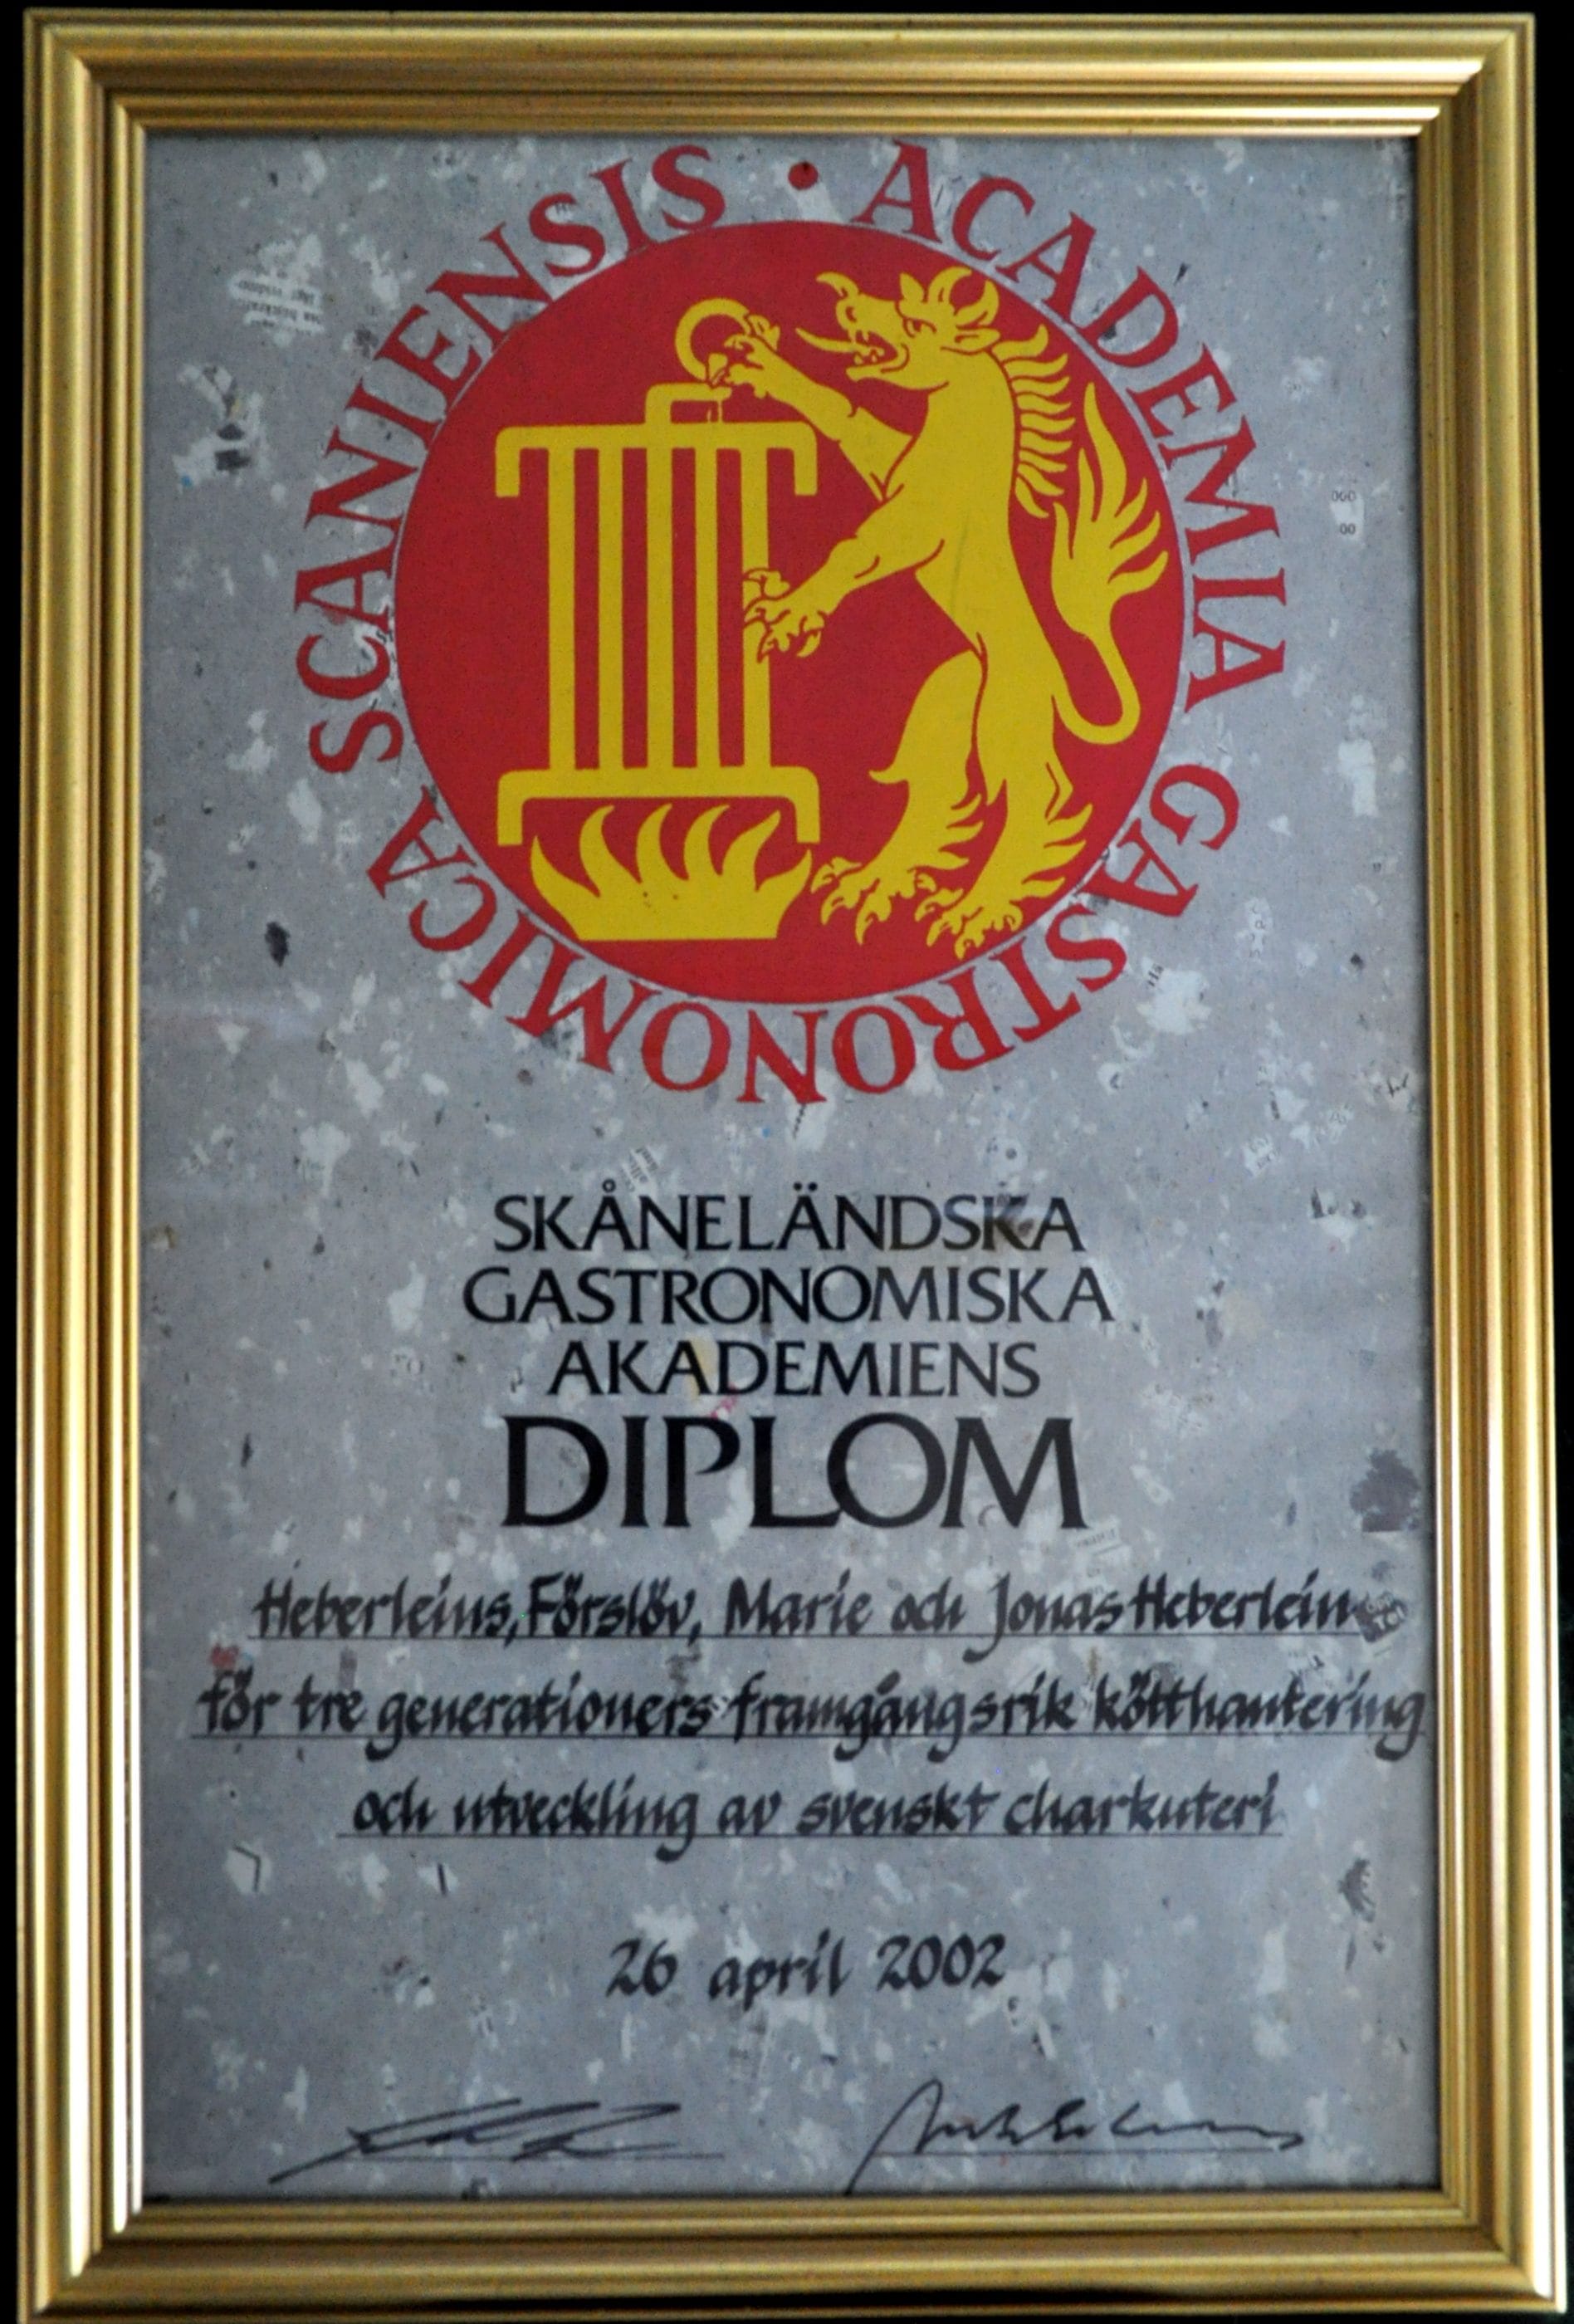 ACADEMIA GASTRONOMICA SCANIENSIS •
SKÅNELÄNDSKA
GASTRONOMISKA
AKADEMIENS
DIPLOM
Heberleins, Förslöv, Marie och Jonas Heberlein
för tre generationers framgångsrik kötthantering
och utveckling av svenskt charkuteri
26 april 2002